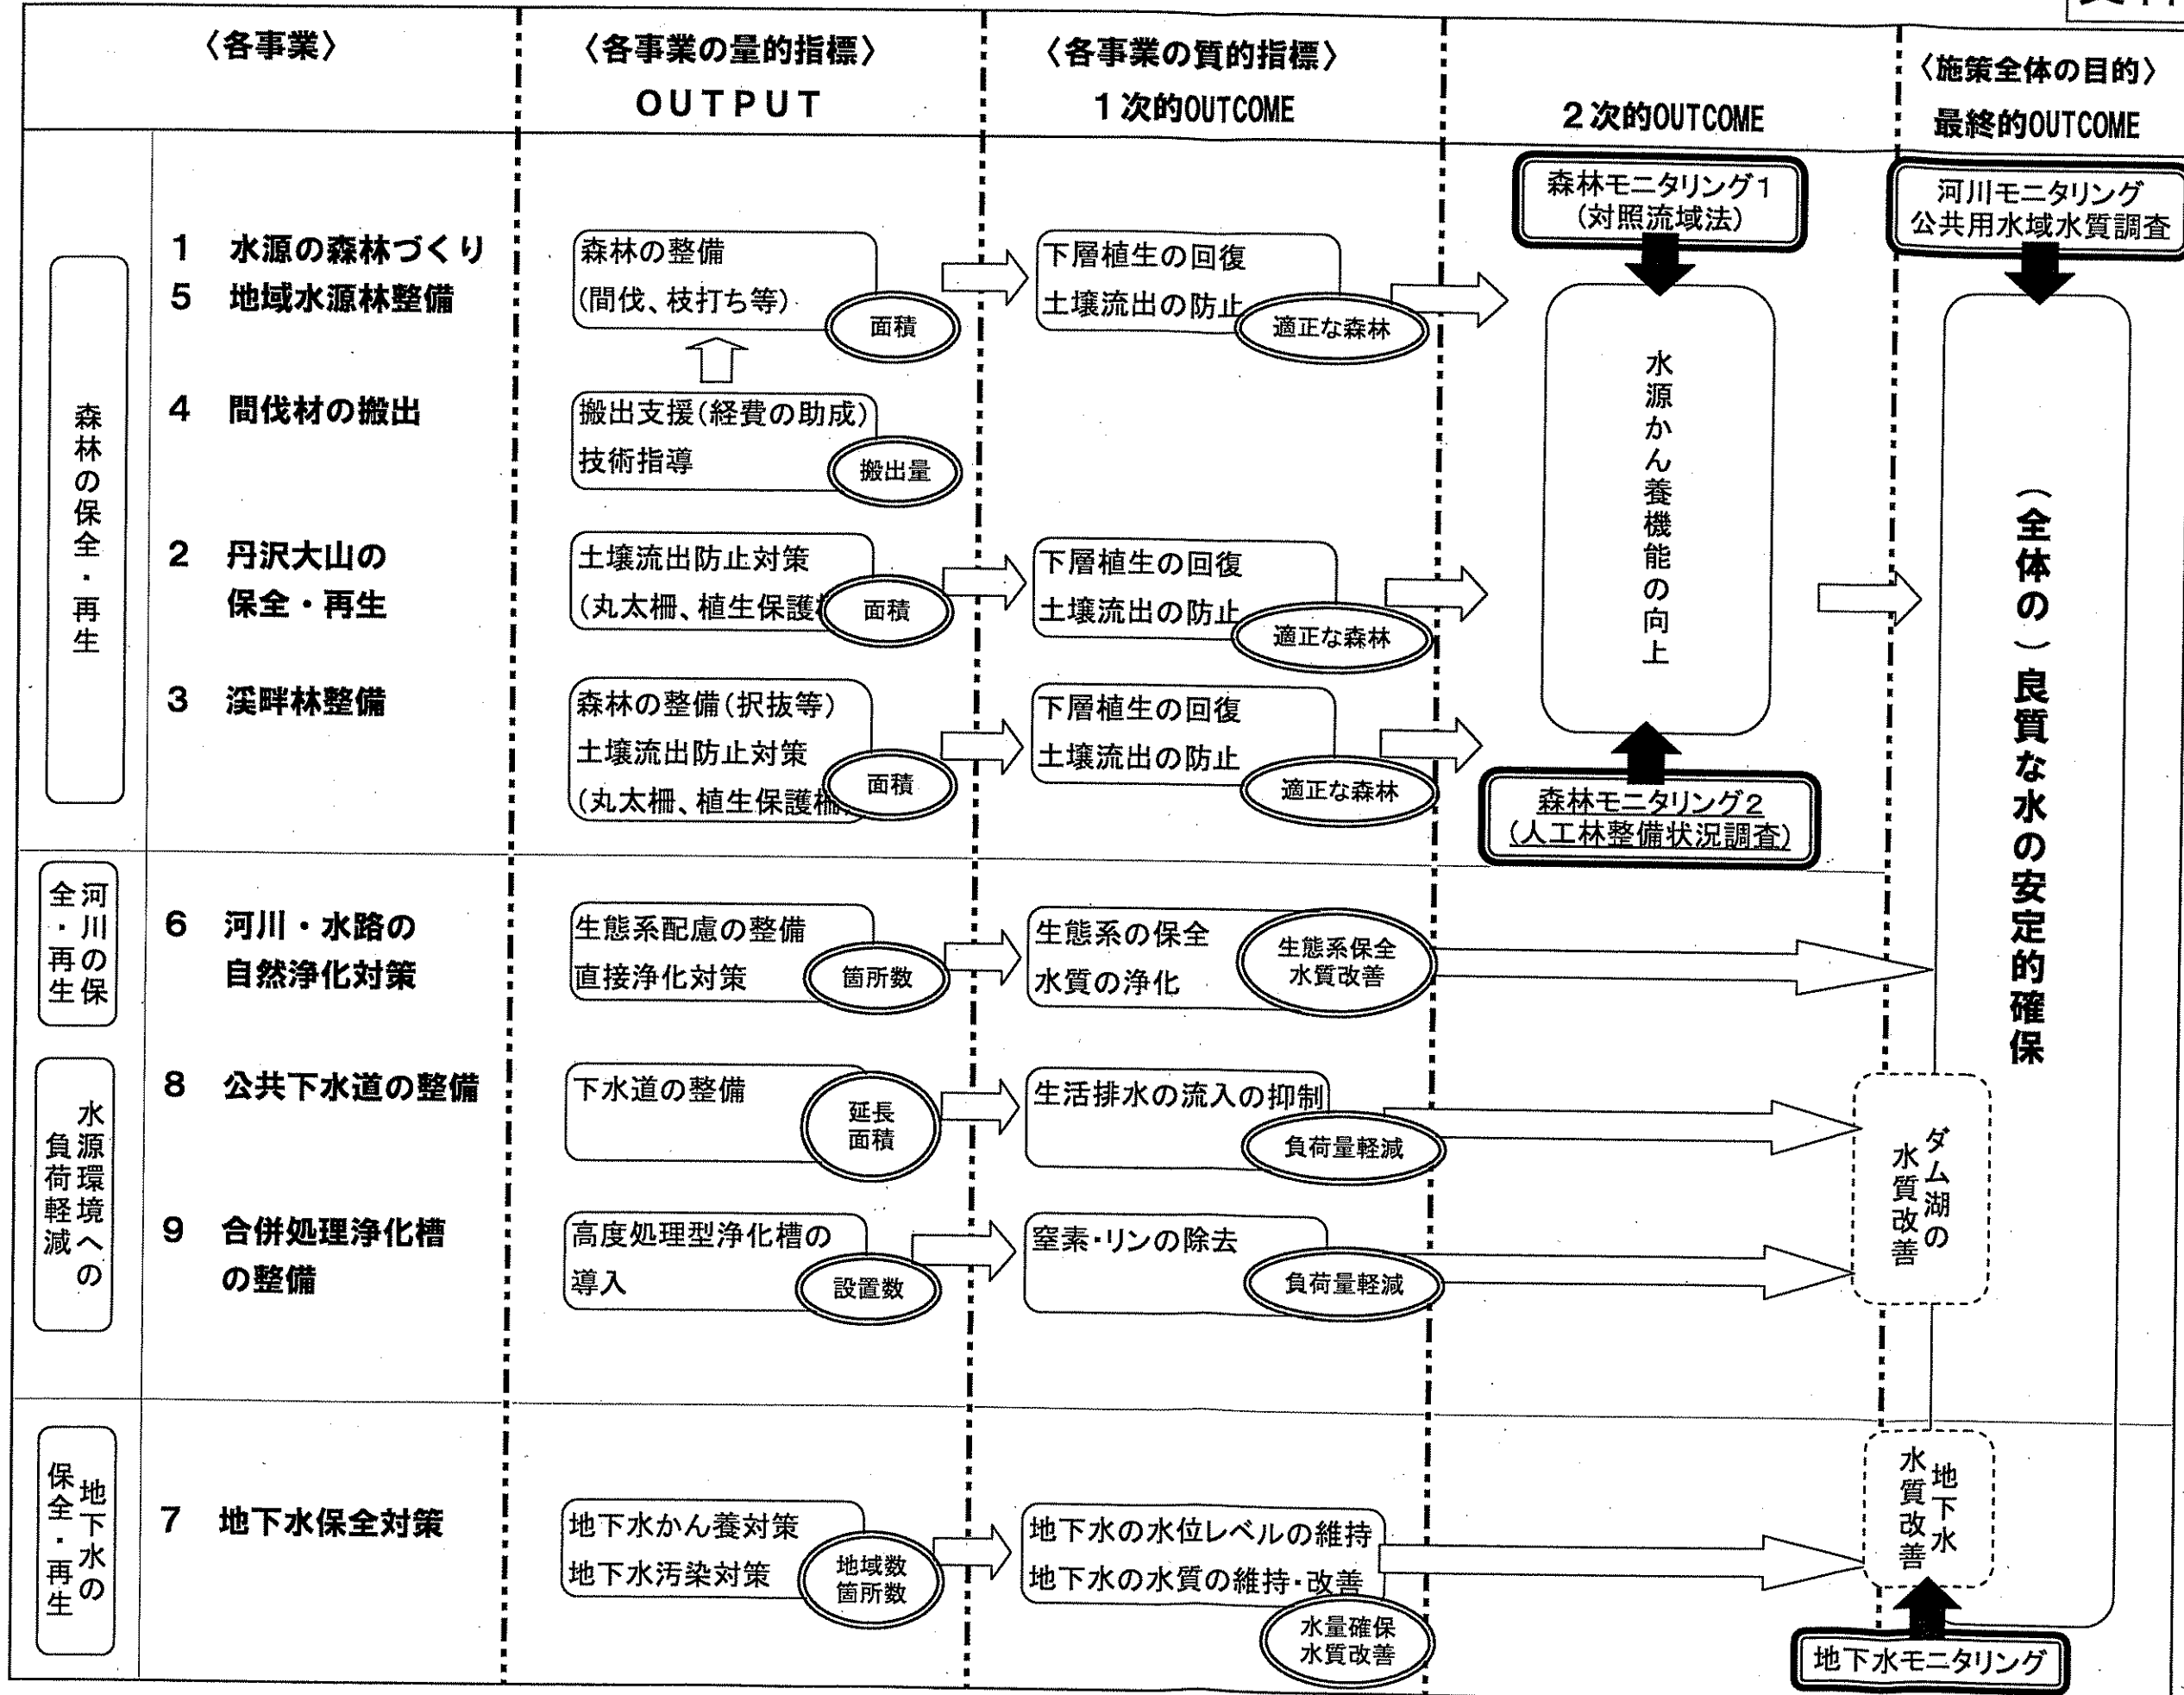 〈各事業〉
〈各事業の量的指標〉
OUTPUT
〈各事業の質的指標〉
1次的OUTCOME
2次的OUTCOME
〈施策全体の目的〉
最終的OUTCOME
森林モニタリング1
(対照流域法)
河川モニタリング
公共用水域水質調査
森林の保全・再生
1 水源の森林づくり
5 地域水源林整備
森林の整備
(間伐、枝打ち等)
面積
下層植生の回復
土壌流出の防止
適正な森林
4 間伐材の搬出
搬出支援(経費の助成)
技術指導
搬出量
2 丹沢大山の
保全・再生
土壌流出防止対策
(丸太柵、植生保護
面積
下層植生の回復
土壌流出の防止
適正な森林
3 渓畔林整備
森林の整備(択抜等)
土壌流出防止対策
(丸太柵、植生保護柵
面積
下層植生の回復
土壌流出の防止
適正な森林
水源かん養機能の向上
森林モニタリング2
(人工林整備状況調査)
(全体の)良質な水の安定的確保
河川の保
全・再生
6 河川・水路の
自然浄化対策
生態系配慮の整備
直接浄化対策
箇所数
生態系の保全
水質の浄化
生態系保全
水質改善
水源環境への
負荷軽減
8 公共下水道の整備
下水道の整備
延長
面積
生活排水の流入の抑制
負荷量軽減
9 合併処理浄化槽
の整備
高度処理型浄化槽の
導入
設置数
窒素・リンの除去
負荷量軽減
ダム湖の
水質改善
地下水の
保全・再生
7 地下水保全対策
地下水かん養対策
地下水汚染対策
地域数
箇所数
地下水の水位レベルの維持
地下水の水質の維持・改善
水量確保
水質改善
地下水
水質改善
地下水モニタリング